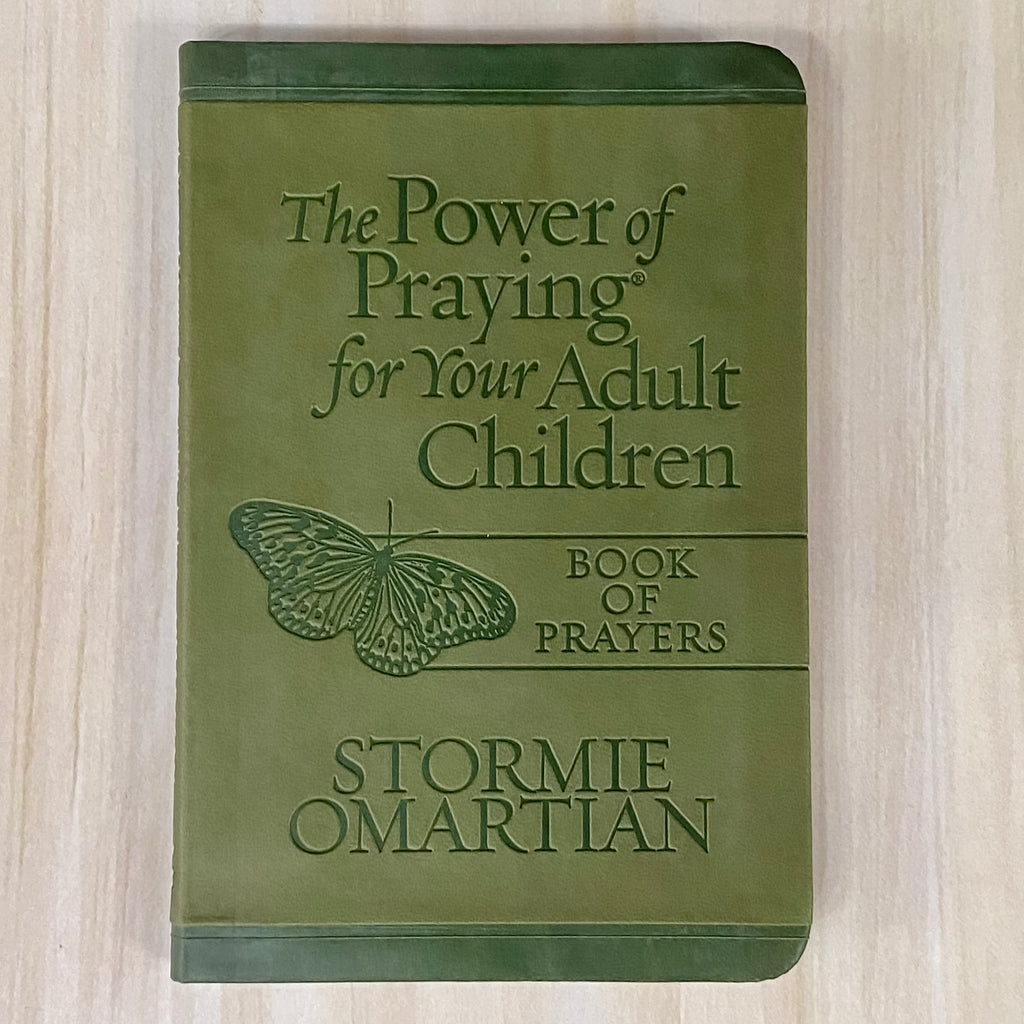 The Power of
Praying®
for Your Adult
Children
BOOK
OF
PRAYERS
STORMIE
OMARTIAN